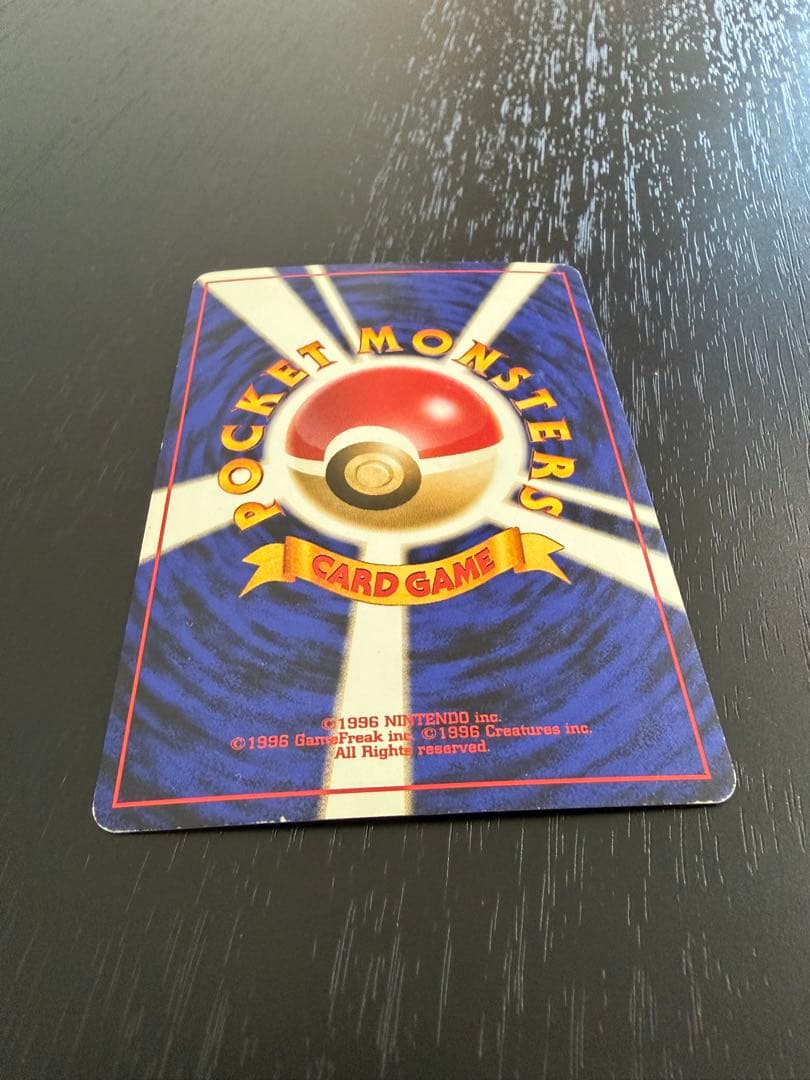 POCKET MONSTERS
CARD GAME
©1996 NINTENDO inc.
©1996 GameFreak inc. ©1996 Creatures inc.
All Rights reserved.